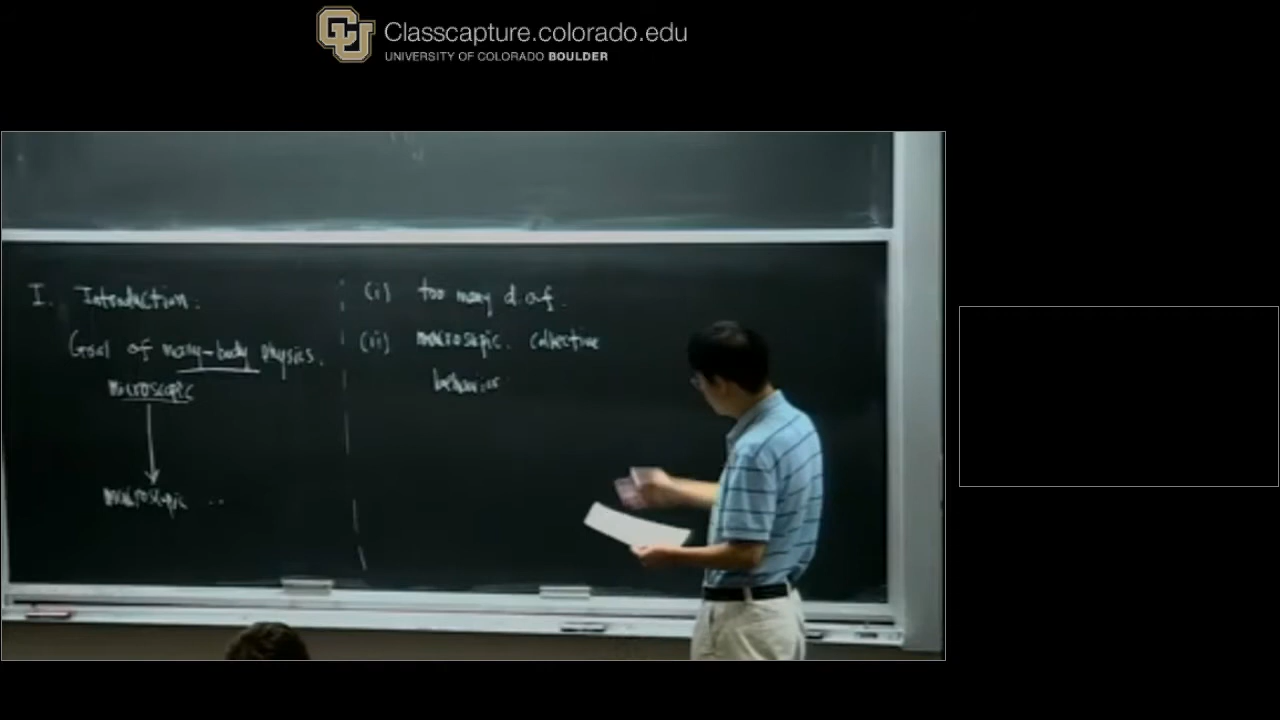 CU
Classcapture.colorado.edu
UNIVERSITY OF COLORADO BOULDER
I. Introduction.
Goal of many-body physics.
microscopic
macroscopic ..
(i) too many d.o.f.
(ii) macroscopic. collective
behavior